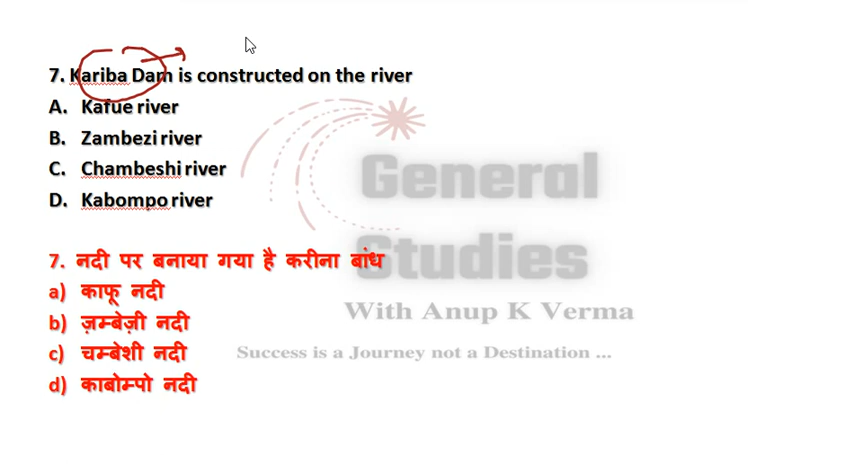 7. Kariba Dam is constructed on the river
A. Kafue river
B. Zambezi river
C. Chambeshi river
D. Kabompo river
7. नदी पर बनाया गया है करीना बांध
a) काफू नदी
b) ज़म्बेज़ी नदी
c) चम्बेशी नदी
d) काबोम्पो नदी
General
Studies
With Anup K Verma
Success is a Journey not a Destination ...